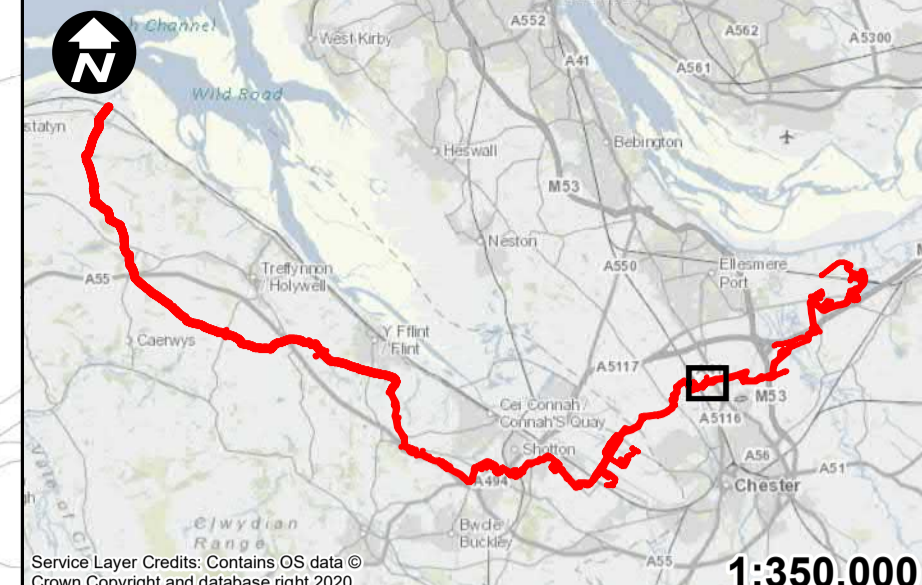 h Channel
A552
A562
West Kirby
A41
A5300
A561
N
Wild Road
statyn
Bebington
Heswall
M53
Neston
A550
Ellesmere
Port
A55
Treffynnon
Holywell
Y Fflint
/ Flint
Caerwys
A5117
M53
Cei Connah /
Connah'S Quay
A5116
Shotton
A56
A51
A494
Chester
Clwydian
Range
Bwcle
Buckley
A55
Service Layer Credits: Contains OS data ©
Crown Copyright and database right 2020
1:350,000